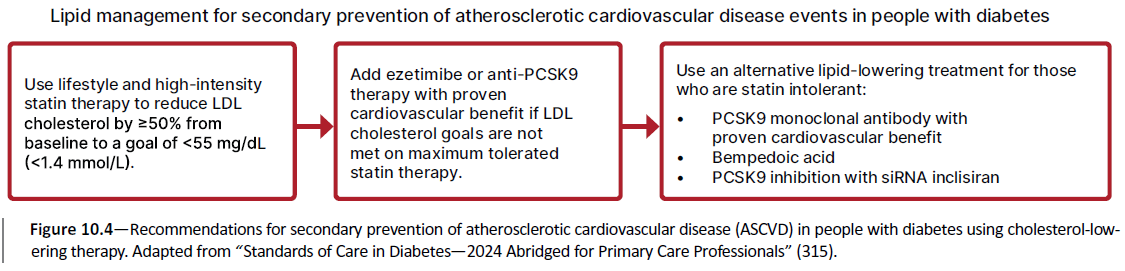 Lipid management for secondary prevention of atherosclerotic cardiovascular disease events in people with diabetes
Use lifestyle and high-intensity
statin therapy to reduce LDL
cholesterol by ≥50% from
baseline to a goal of <55 mg/dL
(<1.4 mmol/L).
Add ezetimibe or anti-PCSK9
therapy with proven
cardiovascular benefit if LDL
cholesterol goals are not
met on maximum tolerated
statin therapy.
Use an alternative lipid-lowering treatment for those
who are statin intolerant:
• PCSK9 monoclonal antibody with
proven cardiovascular benefit
• Bempedoic acid
• PCSK9 inhibition with siRNA inclisiran
Figure 10.4—Recommendations for secondary prevention of atherosclerotic cardiovascular disease (ASCVD) in people with diabetes using cholesterol-low-
ering therapy. Adapted from “Standards of Care in Diabetes—2024 Abridged for Primary Care Professionals” (315).